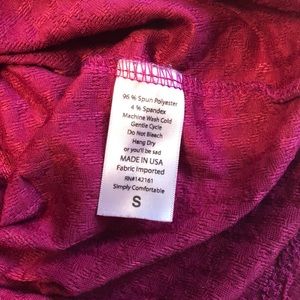 96 % Spun Polyester
4 % Spandex
Machine Wash Cold
Gentle Cycle
Do Not Bleach
Hang Dry
or you'll be sad
MADE IN USA
Fabric Imported
RN#142161
Simply Comfortable
S